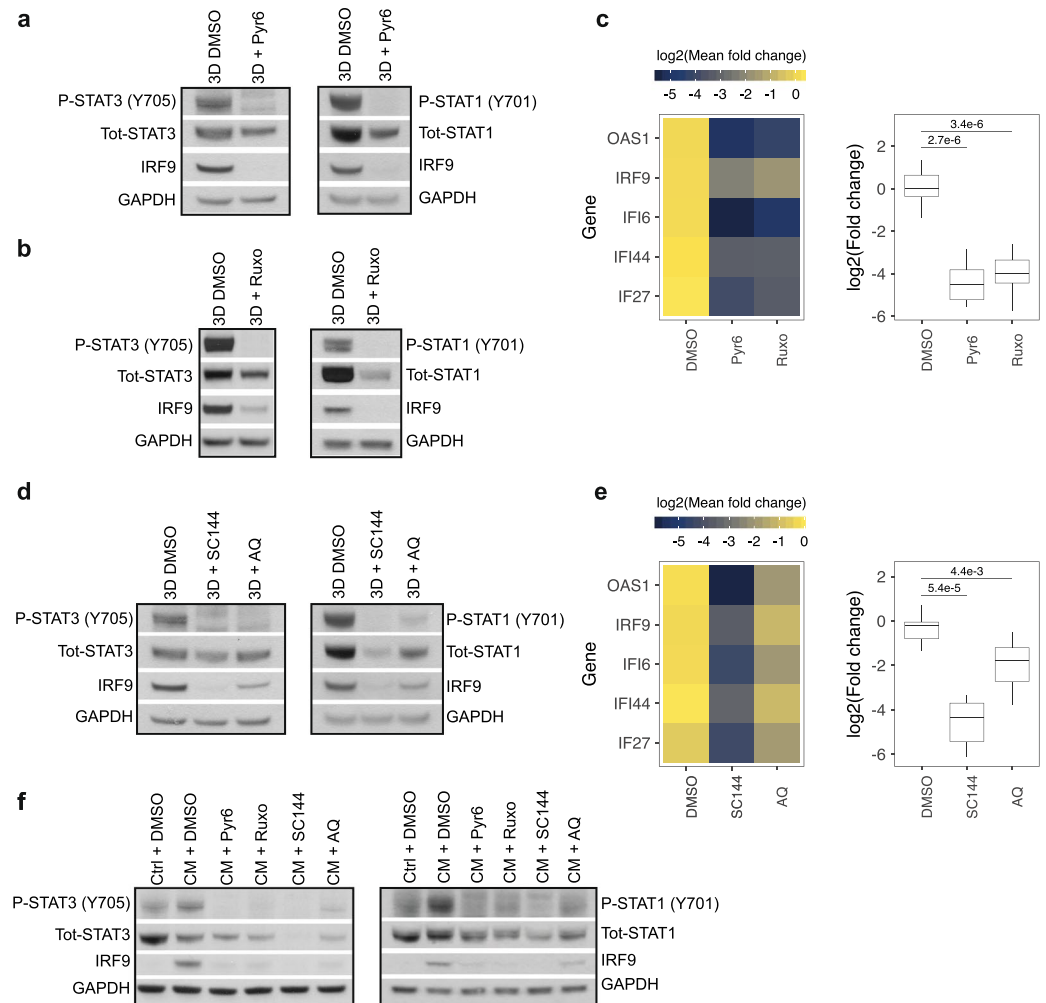 a
3D DMSO
3D + Pyr6
3D DMSO
3D + Pyr6
P-STAT3 (Y705)
P-STAT1 (Y701)
Tot-STAT3
Tot-STAT1
IRF9
IRF9
GAPDH
GAPDH
b
3D DMSO
3D + Ruxo
3D DMSO
3D + Ruxo
P-STAT3 (Y705)
P-STAT1 (Y701)
Tot-STAT3
Tot-STAT1
IRF9
IRF9
GAPDH
GAPDH
c
log2(Mean fold change)
-5 -4 -3 -2 -1 0
Gene
OAS1
IRF9
IFI6
IFI44
IF27
DMSO
Pyr6
Ruxo
log2(Fold change)
2
0
-2
-4
-6
3.4e-6
2.7e-6
DMSO
Pyr6
Ruxo
d
3D DMSO
3D + SC144
3D + AQ
3D DMSO
3D + SC144
3D + AQ
P-STAT3 (Y705)
P-STAT1 (Y701)
Tot-STAT3
Tot-STAT1
IRF9
IRF9
GAPDH
GAPDH
e
log2(Mean fold change)
-5 -4 -3 -2 -1 0
Gene
OAS1
IRF9
IFI6
IFI44
IF27
DMSO
SC144
AQ
log2(Fold change)
2
0
-2
-4
-6
4.4e-3
5.4e-5
DMSO
SC144
AQ
f
Ctrl + DMSO
CM + DMSO
CM + Pyr6
CM + Ruxo
CM + SC144
CM + AQ
Ctrl + DMSO
CM + DMSO
CM + Pyr6
CM + Ruxo
CM + SC144
CM + AQ
P-STAT3 (Y705)
P-STAT1 (Y701)
Tot-STAT3
Tot-STAT1
IRF9
IRF9
GAPDH
GAPDH